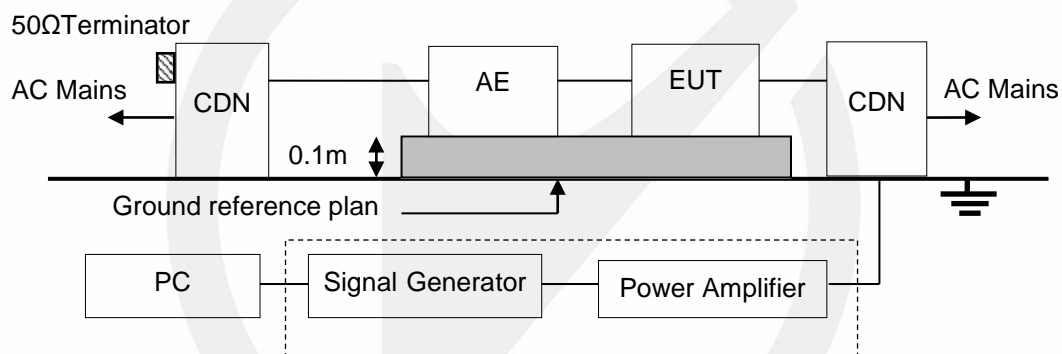 50ΩTerminator
AC Mains
CDN
AE
EUT
CDN
AC Mains
0.1m
Ground reference plan
PC
Signal Generator
Power Amplifier